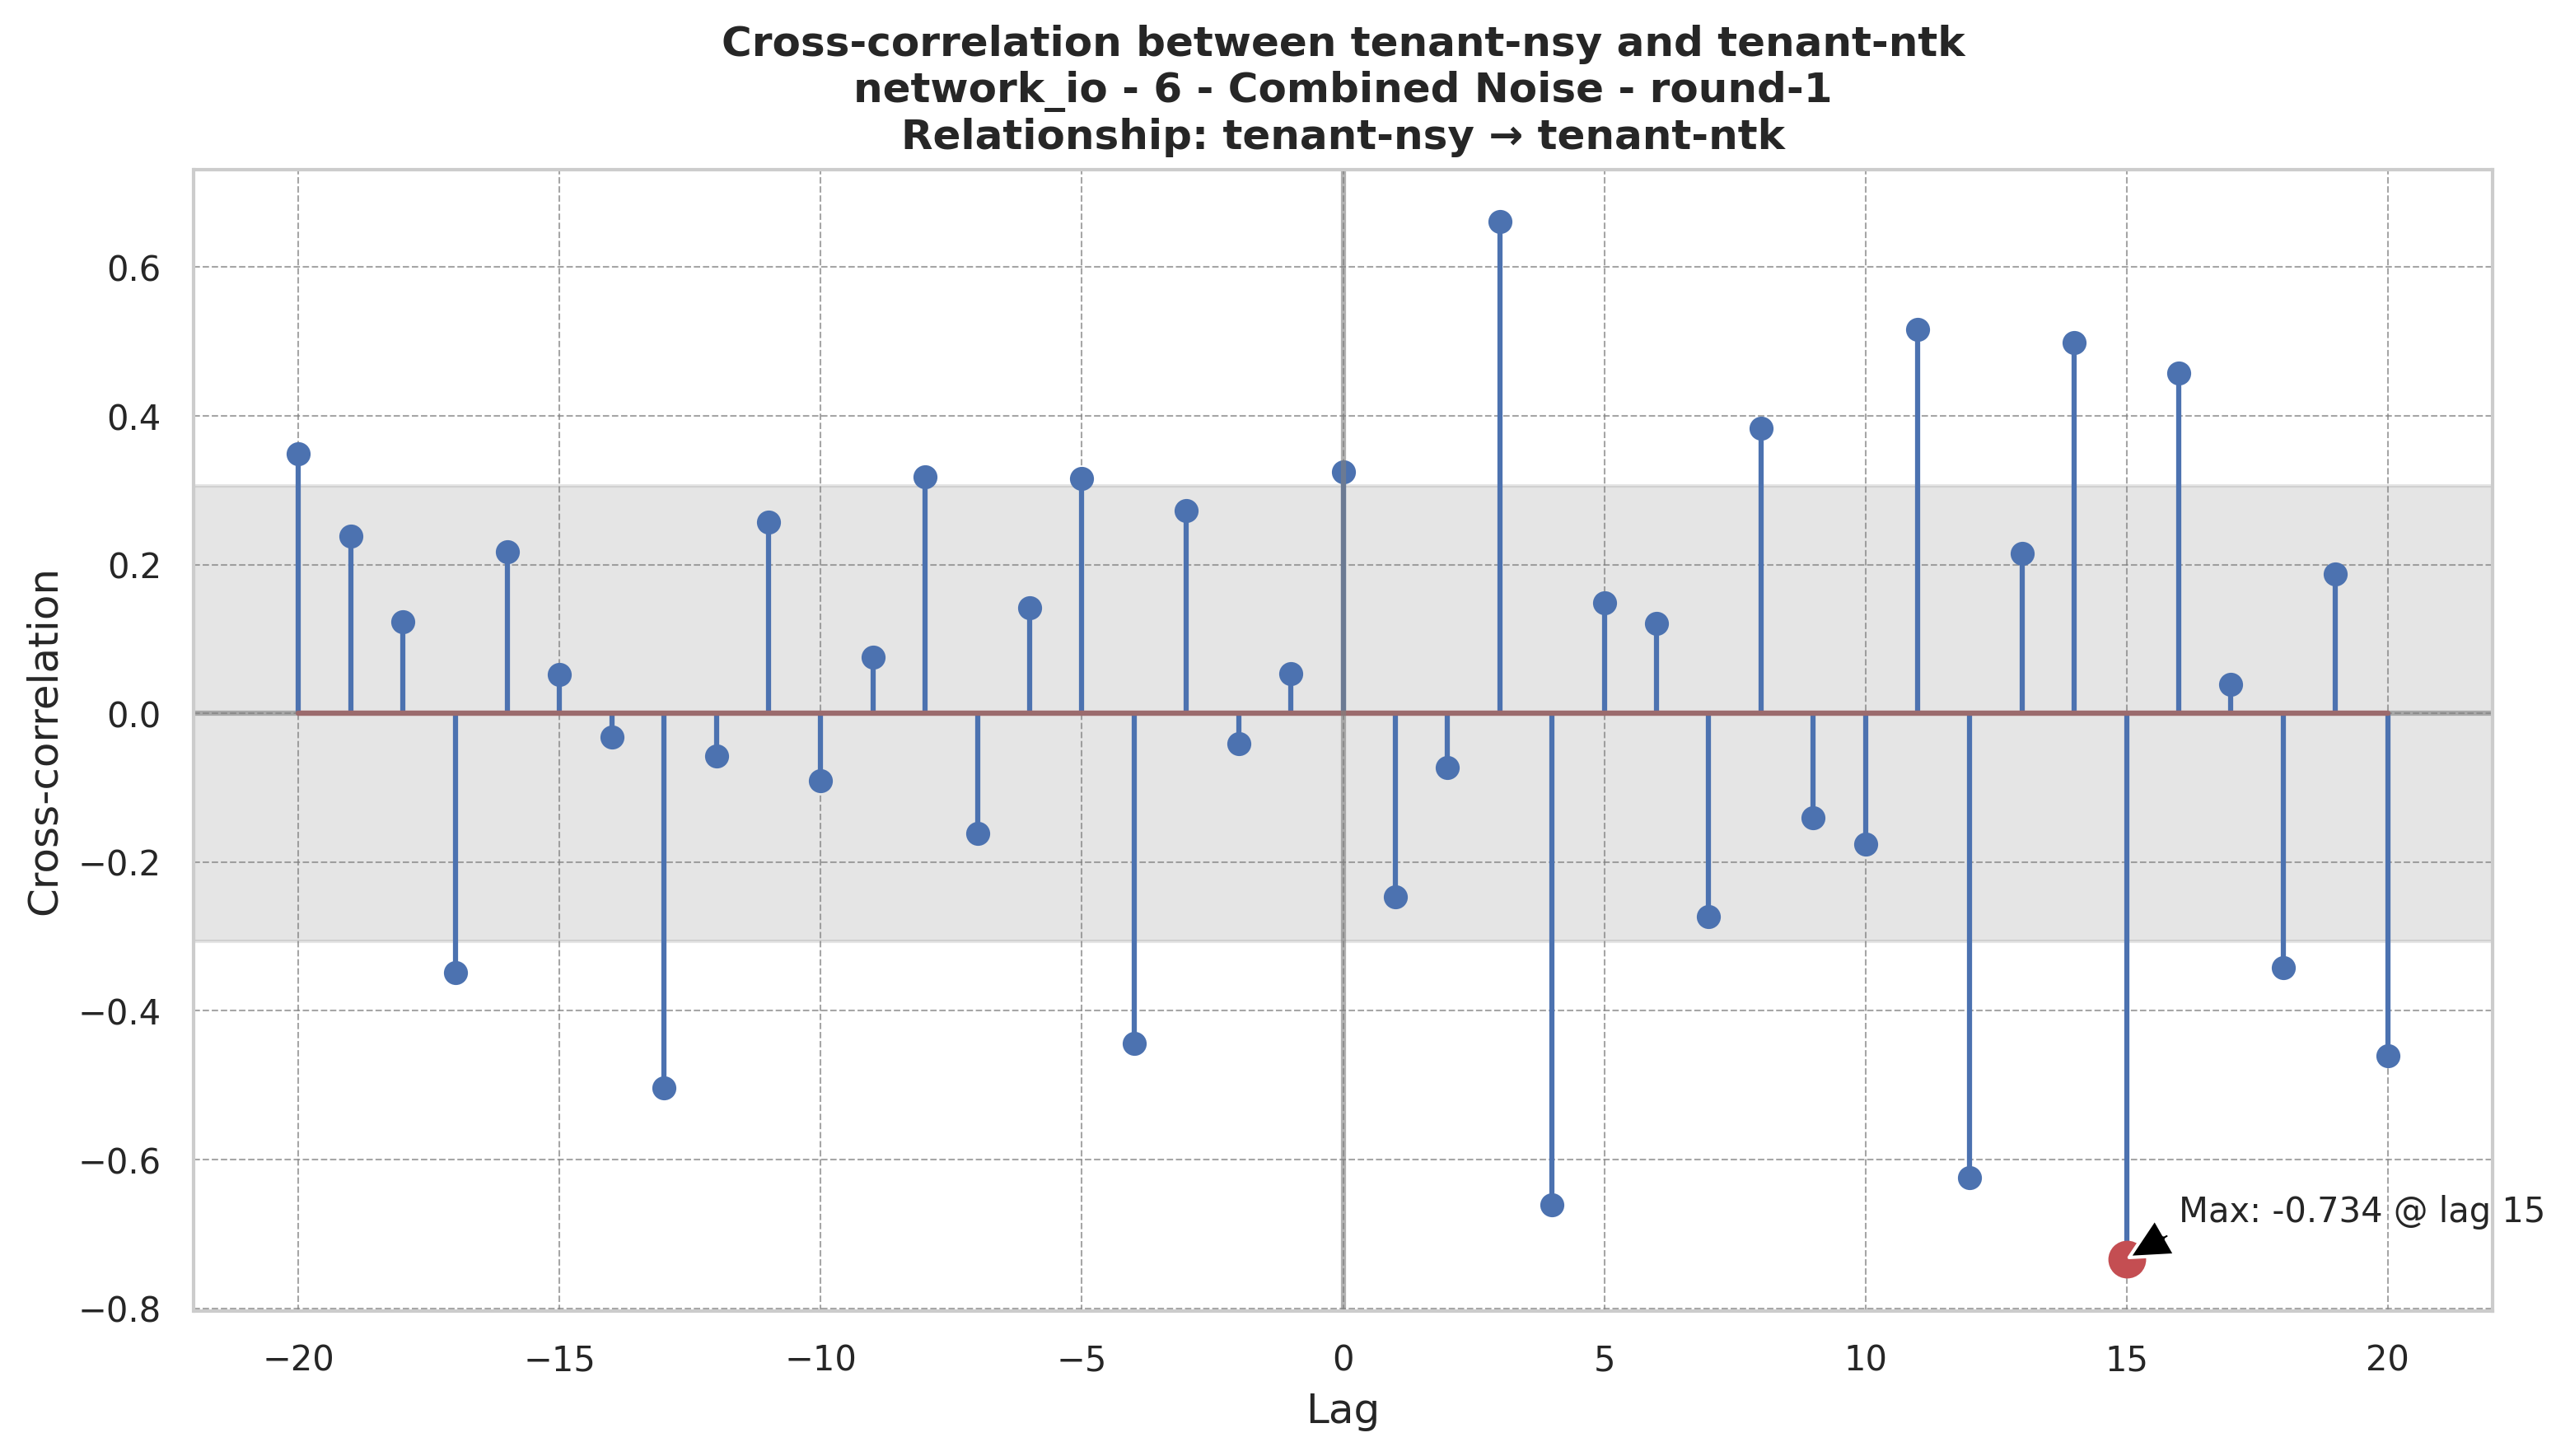 Cross-correlation between tenant-nsy and tenant-ntk
network_io - 6 - Combined Noise - round-1
Relationship: tenant-nsy → tenant-ntk
Cross-correlation
0.6
0.4
0.2
0.0
−0.2
−0.4
−0.6
−0.8
Max: -0.734 @ lag 15
−20 −15 −10 −5 0 5 10 15 20
Lag